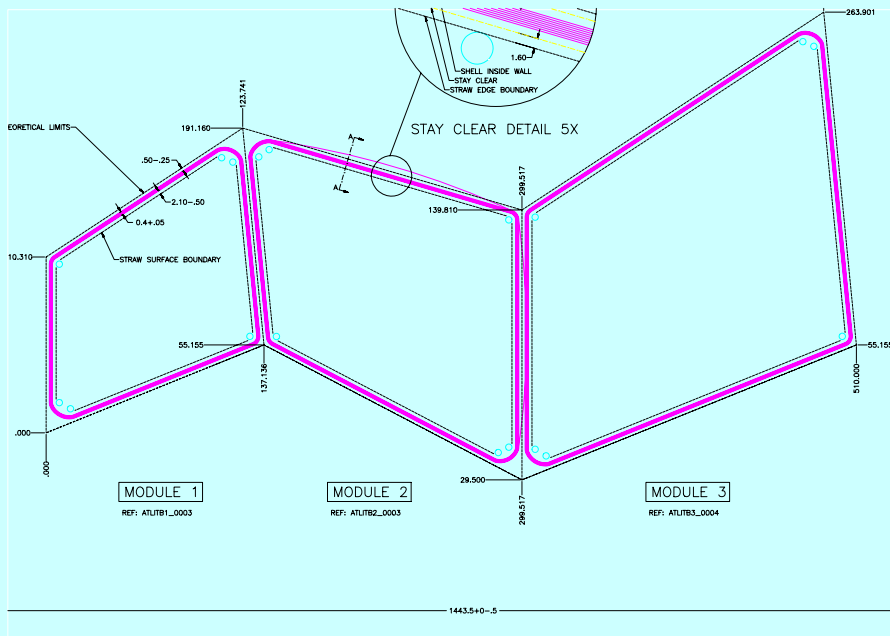 263.901
1.60
SHELL INSIDE WALL
STAY CLEAR
STRAW EDGE BOUNDARY
123.741
191.160
EORETICAL LIMITS
STAY CLEAR DETAIL 5X
A
A
.50-.25
2.10-.50
0.4+.05
299.517
139.810
10.310
STRAW SURFACE BOUNDARY
55.155
55.155
137.136
510.000
.000
.000
29.500
299.517
MODULE 1
MODULE 2
MODULE 3
REF: ATLITB1_0003
REF: ATLITB2_0003
REF: ATLITB3_0004
1443.5+0-.5